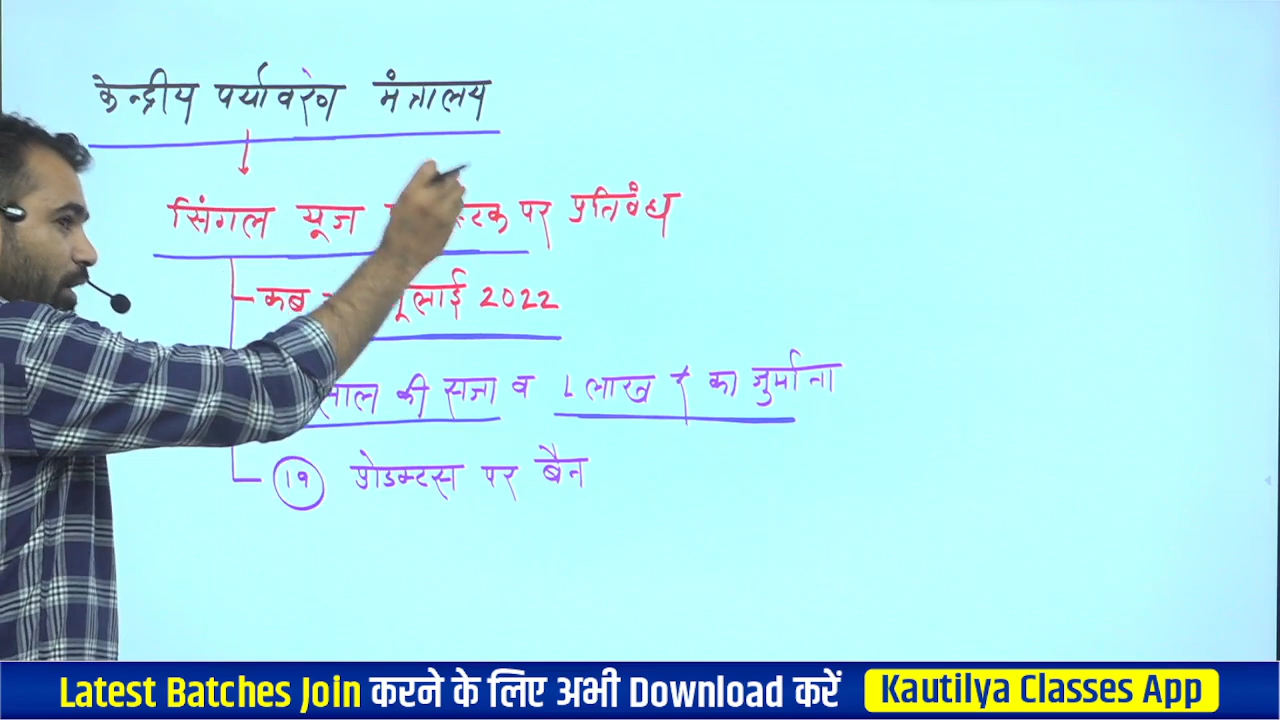 केन्द्रीय पर्यावरण मंत्रालय
सिंगल यूज पर प्रतिबंध
कब जुलाई 2022
साल की सजा व 1 लाख ₹ का जुर्माना
19 प्रोडक्टस पर बैन
Latest Batches Join करने के लिए अभी Download करें Kautilya Classes App